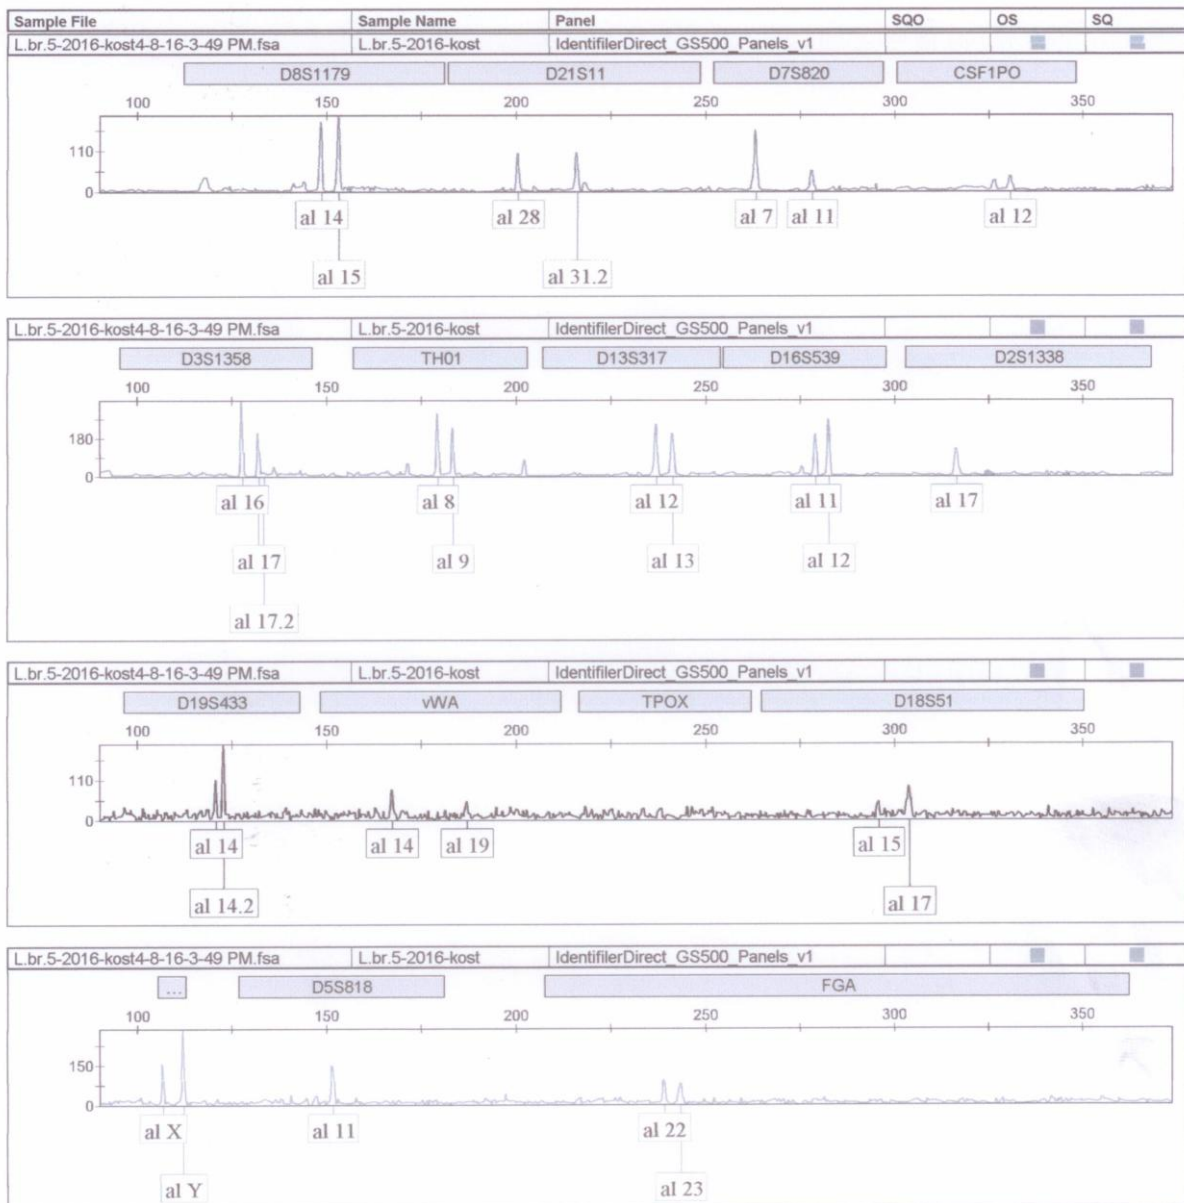 Sample File Sample Name Panel SQO OS SQ
L.br.5-2016-kost4-8-16-3-49 PM.fsa L.br.5-2016-kost IdentifilerDirect_GS500_Panels_v1
D8S1179 D21S11 D7S820 CSF1PO
100 150 200 250 300 350
110
0
al 14 al 28 al 7 al 11 al 12
al 15 al 31.2
L.br.5-2016-kost4-8-16-3-49 PM.fsa L.br.5-2016-kost IdentifilerDirect_GS500_Panels_v1
D3S1358 TH01 D13S317 D16S539 D2S1338
100 150 200 250 300 350
180
0
al 16 al 8 al 12 al 11 al 17
al 17 al 9 al 13 al 12
al 17.2
L.br.5-2016-kost4-8-16-3-49 PM.fsa L.br.5-2016-kost IdentifilerDirect_GS500_Panels_v1
D19S433 vWA TPOX D18S51
100 150 200 250 300 350
110
0
al 14 al 14 al 19 al 15
al 14.2 al 17
L.br.5-2016-kost4-8-16-3-49 PM.fsa L.br.5-2016-kost IdentifilerDirect_GS500_Panels_v1
... D5S818 FGA
100 150 200 250 300 350
150
0
al X al 11 al 22
al Y al 23